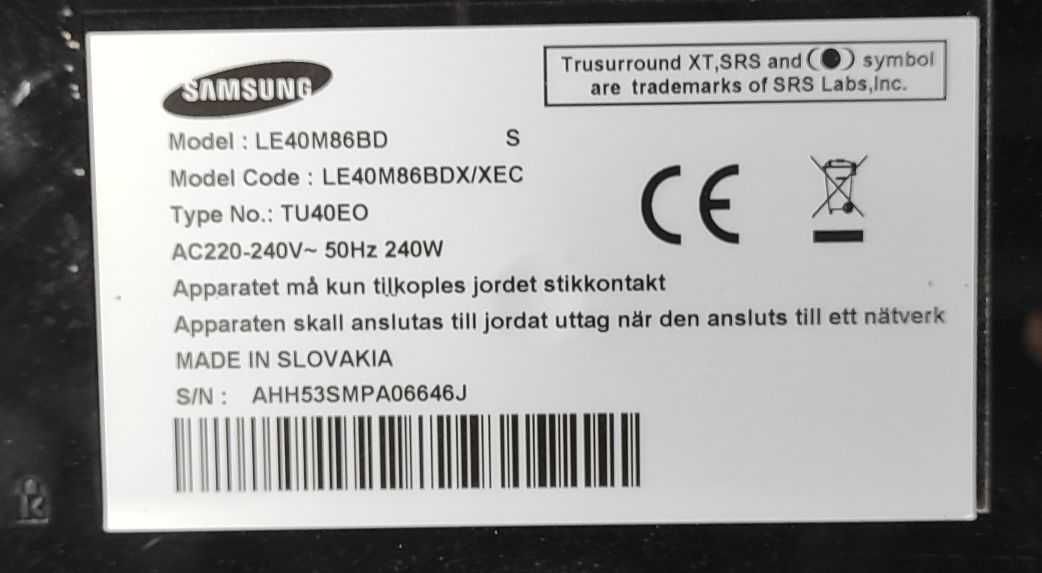 SAMSUNG
Trusurround XT,SRS and symbol
are trademarks of SRS Labs,Inc.
Model : LE40M86BD S
Model Code : LE40M86BDX/XEC
Type No.: TU40EO
AC220-240V~ 50Hz 240W
Apparatet må kun tilkoples jordet stikkontakt
Apparaten skall anslutas till jordat uttag när den ansluts till ett nätverk
MADE IN SLOVAKIA
S/N : AHH53SMPA06646J
CE